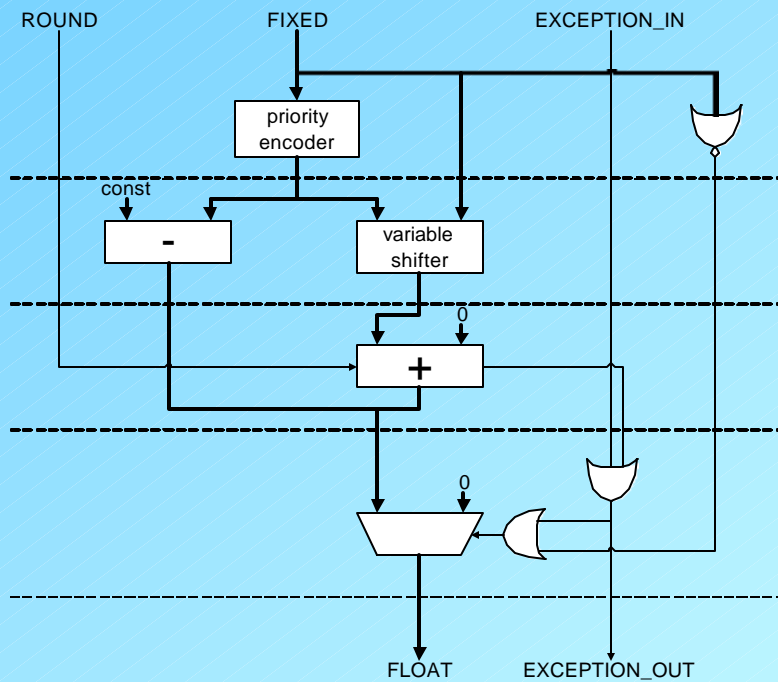 ROUND
FIXED
EXCEPTION_IN
priority
encoder
const
-
variable
shifter
0
+
0
FLOAT
EXCEPTION_OUT